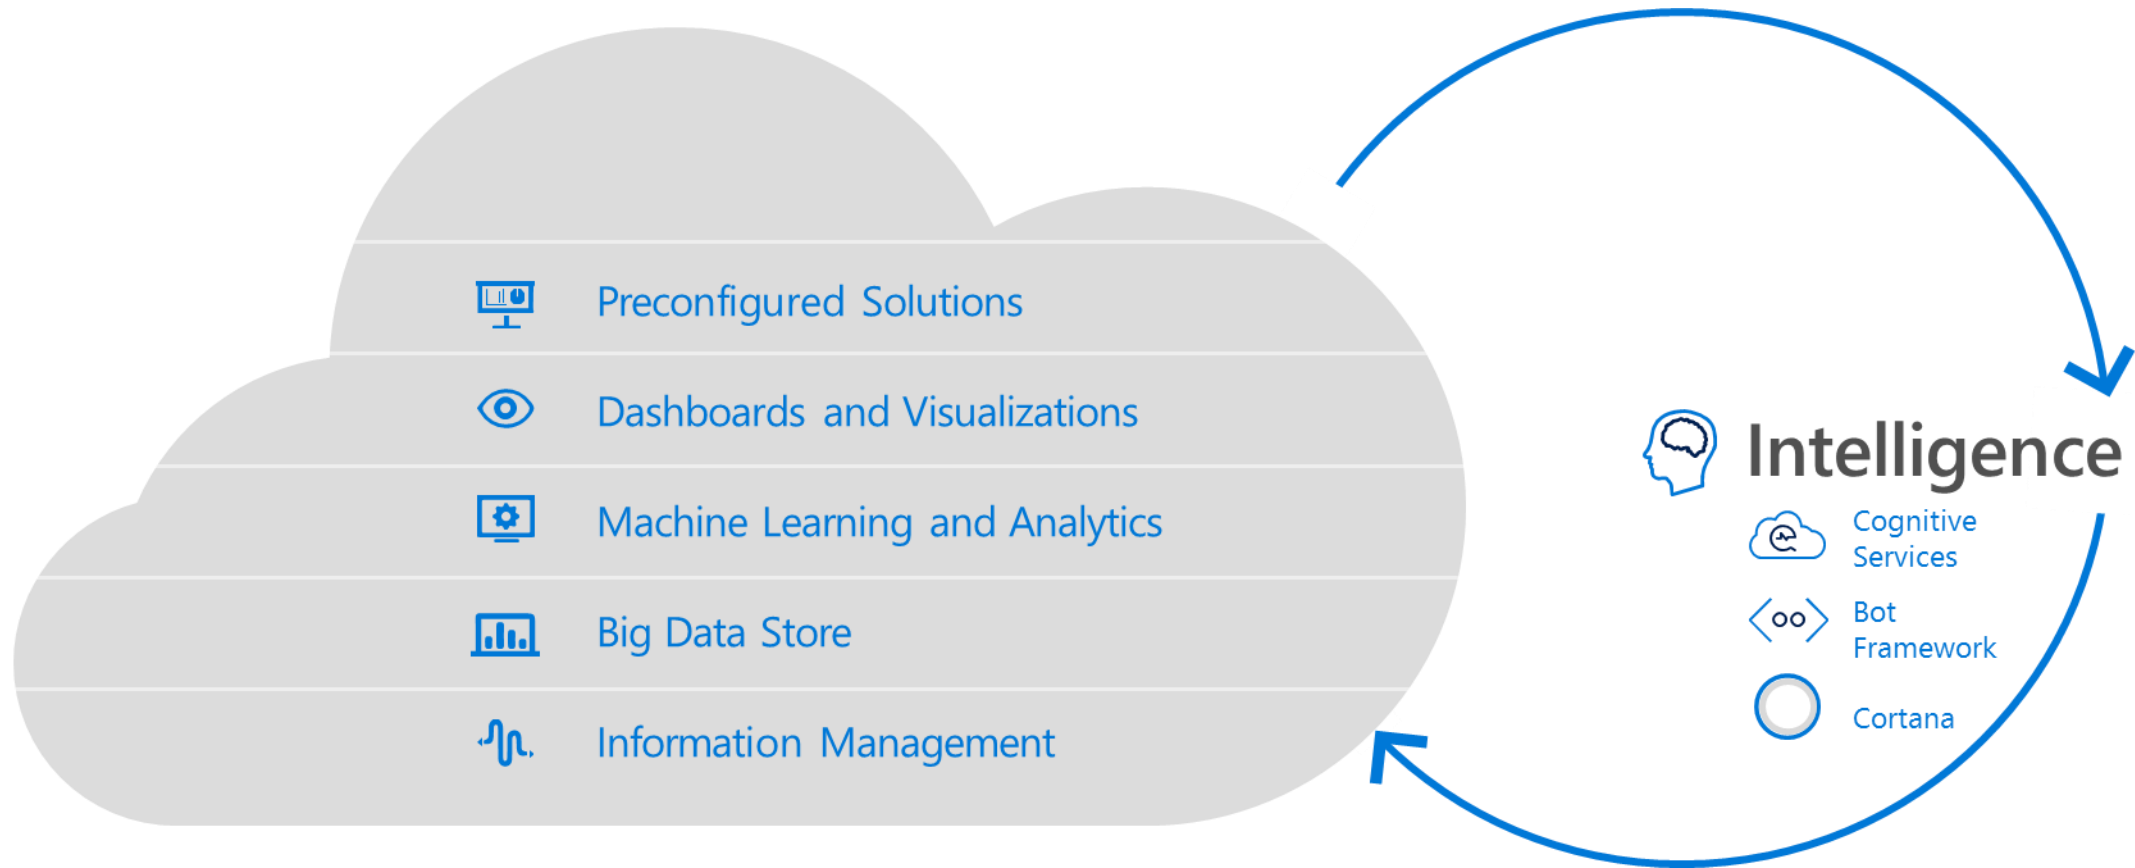 Preconfigured Solutions
Dashboards and Visualizations
Machine Learning and Analytics
Big Data Store
Information Management
Intelligence
Cognitive
Services
Bot
Framework
Cortana